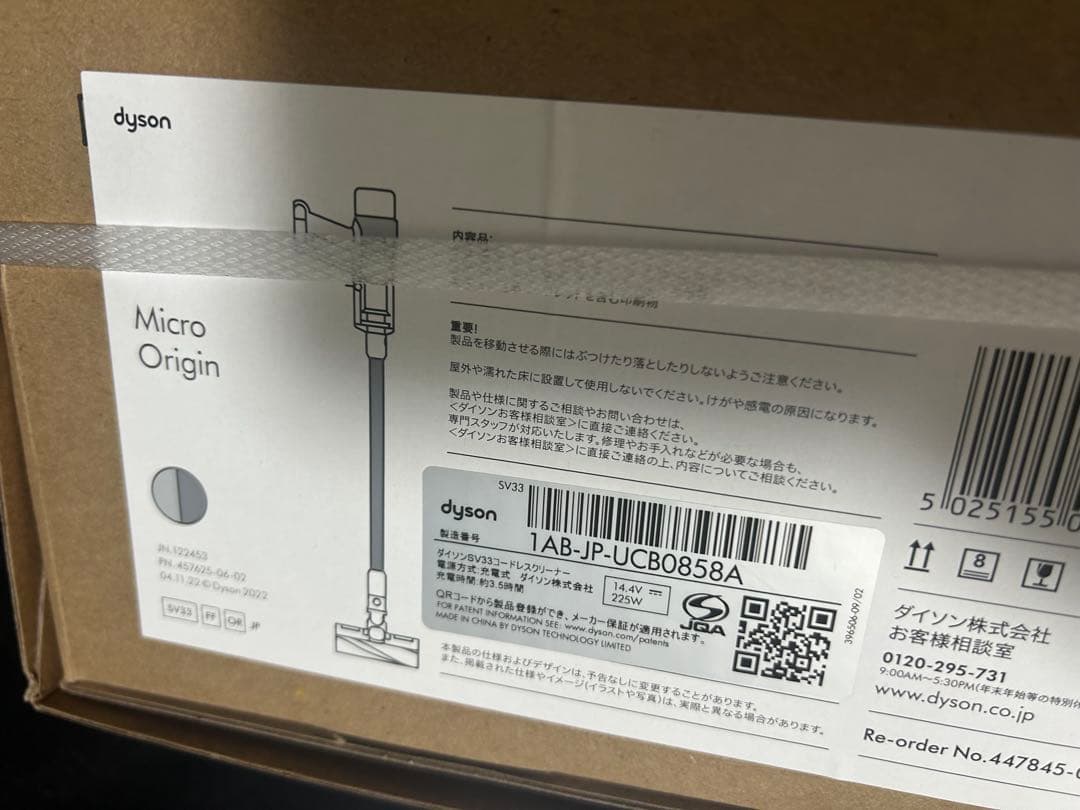 dyson
内容品:
Micro
Origin
重要!
製品を移動させる際にはぶつけたり落としたりしないようご注意ください。
屋外や濡れた床に設置して使用しないでください。けがや感電の原因になります。
製品や仕様に関するご相談やお問い合わせは、
<ダイソンお客様相談室>に直接ご連絡ください。
専門スタッフが対応いたします。修理やお手入れなどが必要な場合も、
<ダイソンお客様相談室>に直接ご連絡の上、内容についてご相談ください。
JN.122453
PN.457625-06-02
04.11.22 © Dyson 2022
SV33 FF OR JP
SV33
dyson
製造番号
1AB-JP-UCB0858A
ダイソンSV33コードレスクリーナー
電源方式:充電式 ダイソン株式会社
充電時間:約3.5時間
14.4V
225W
QRコードから製品登録ができ、メーカー保証が適用されます。
FOR PATENT INFORMATION SEE: www.dyson.com/patents
MADE IN CHINA BY DYSON TECHNOLOGY LIMITED
JQA
396506-09/02
本製品の仕様およびデザインは、予告なしに変更することがあります。
また、掲載された仕様やイメージ(イラストや写真)は、実際と異なる場合があります。
5 025155 0
8
ダイソン株式会社
お客様相談室
0120-295-731
9:00AM~5:30PM(年末年始等の特別休
www.dyson.co.jp
Re-order No.447845-0